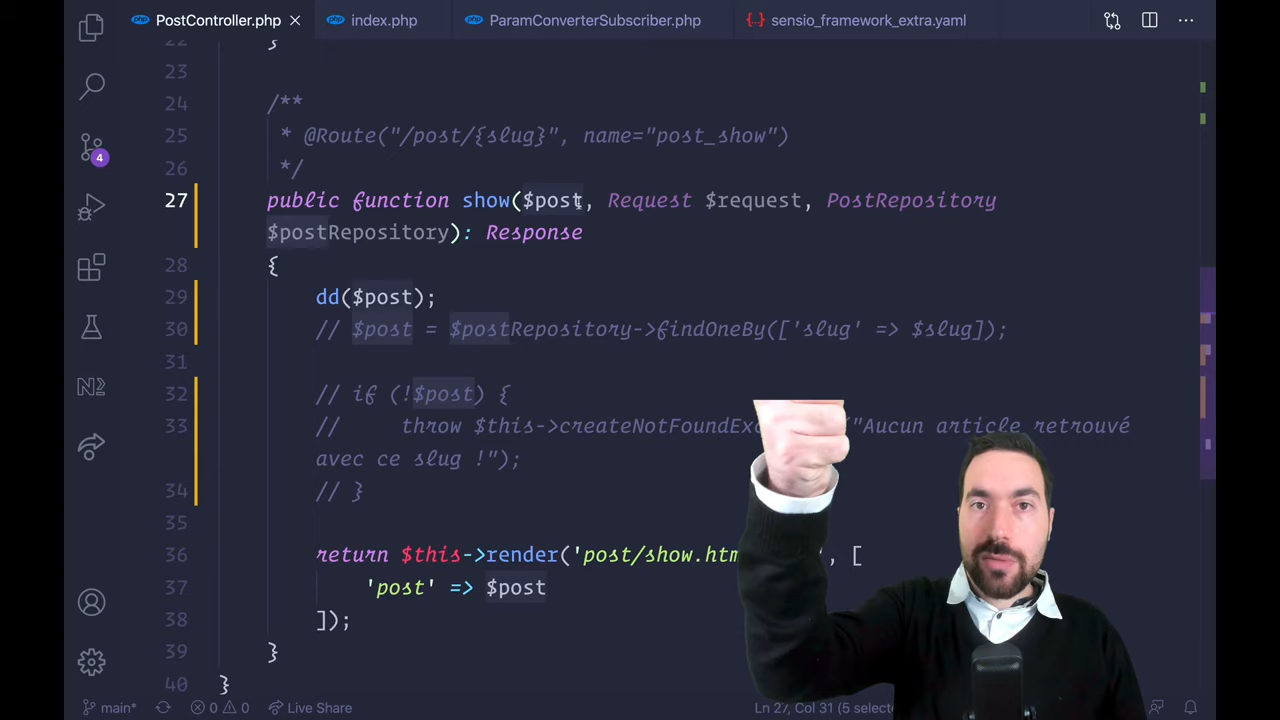 PostController.php
index.php
ParamConverterSubscriber.php
sensio_framework_extra.yaml
22 }
23
24 /**
25 * @Route("/post/{slug}", name="post_show")
26 */
27 public function show($post, Request $request, PostRepository
$postRepository): Response
28 {
29 dd($post);
30 // $post = $postRepository->findOneBy(['slug' => $slug]);
31
32 // if (!$post) {
33 // throw $this->createNotFoundExc "Aucun article retrouvé
avec ce slug !");
34 // }
35
36 return $this->render('post/show.htm ', [
37 'post' => $post
38 ]);
39 }
40 }
4
main* 0 0 Live Share Ln 27, Col 31 (5 select